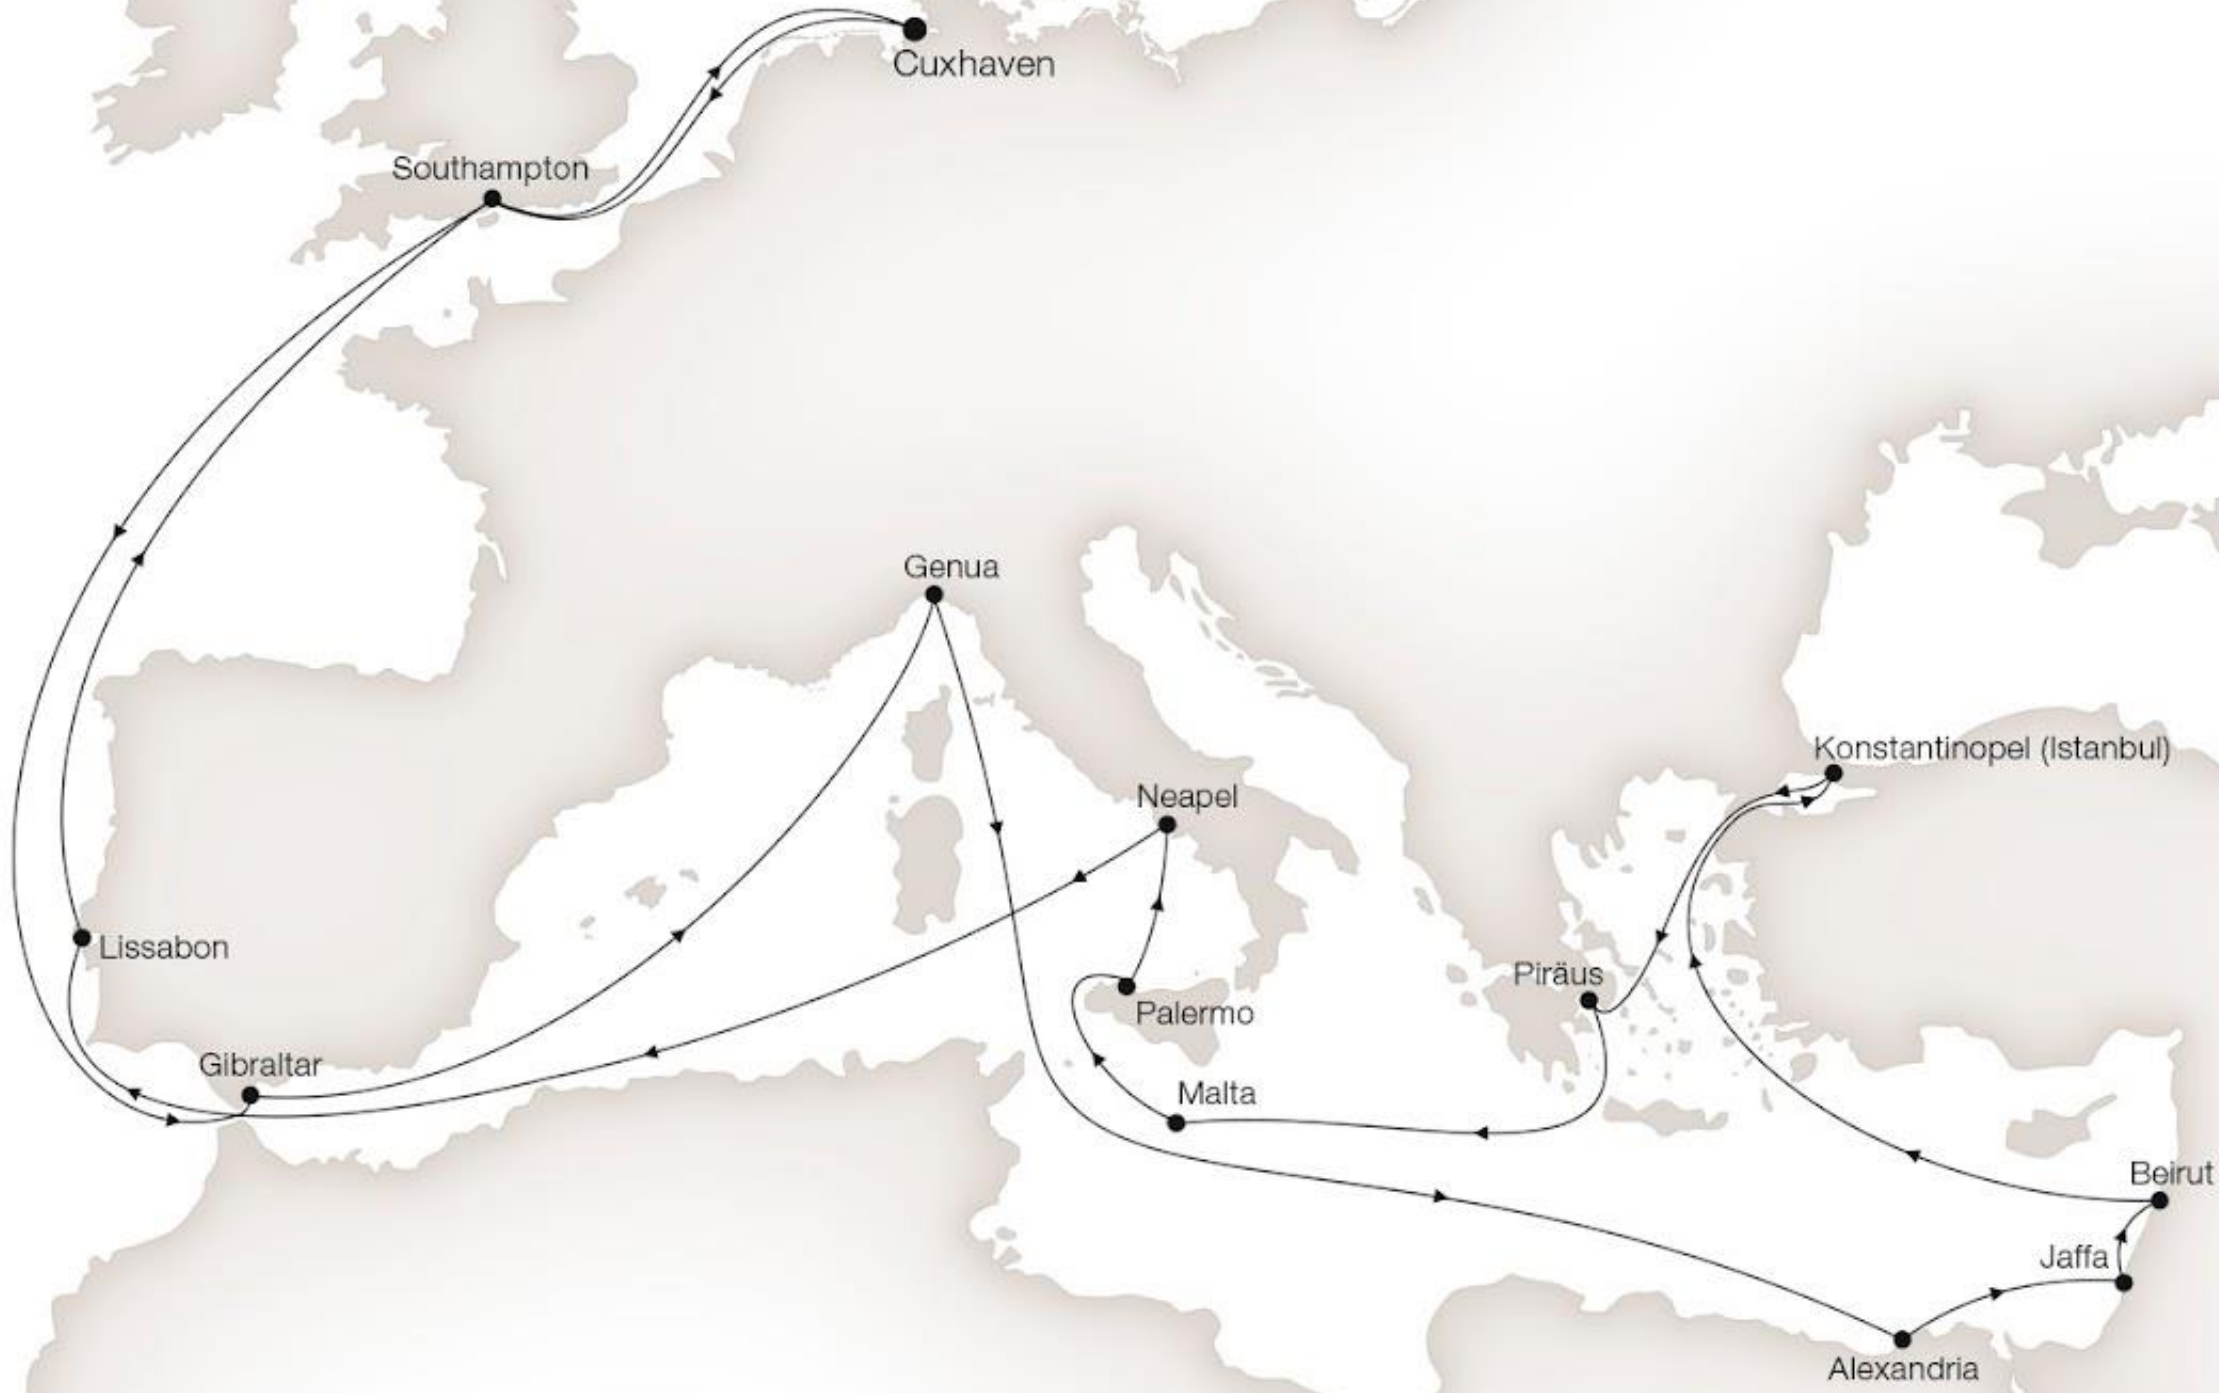 Cuxhaven
Southampton
Genua
Konstantinopel (Istanbul)
Neapel
Lissabon
Piräus
Palermo
Gibraltar
Malta
Beirut
Jaffa
Alexandria